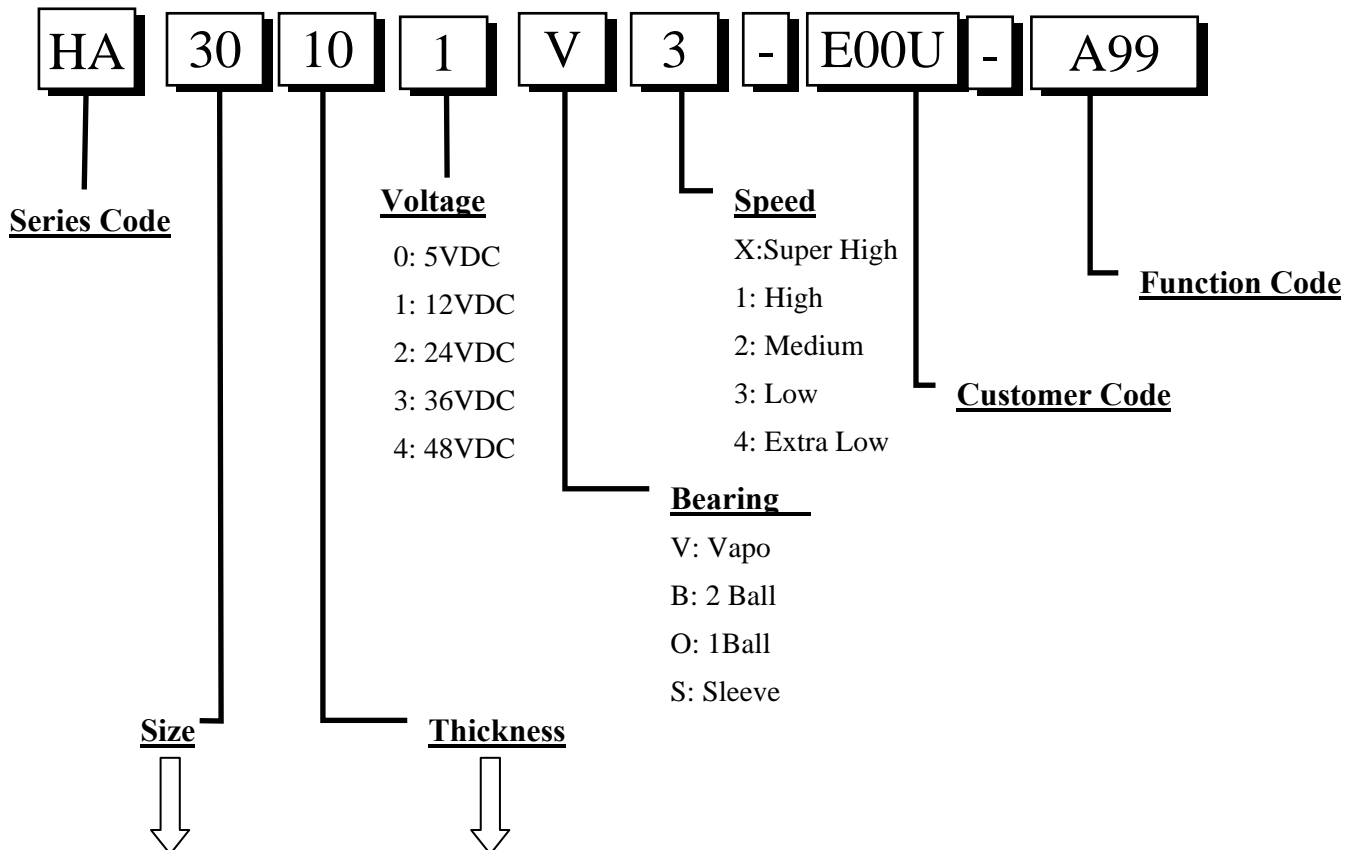 HA 30 10 1 V 3 - E00U - A99
Series Code
Voltage
0: 5VDC
1: 12VDC
2: 24VDC
3: 36VDC
4: 48VDC
Speed
X:Super High
1: High
2: Medium
3: Low
4: Extra Low
Function Code
Customer Code
Bearing
V: Vapo
B: 2 Ball
O: 1Ball
S: Sleeve
Size
Thickness